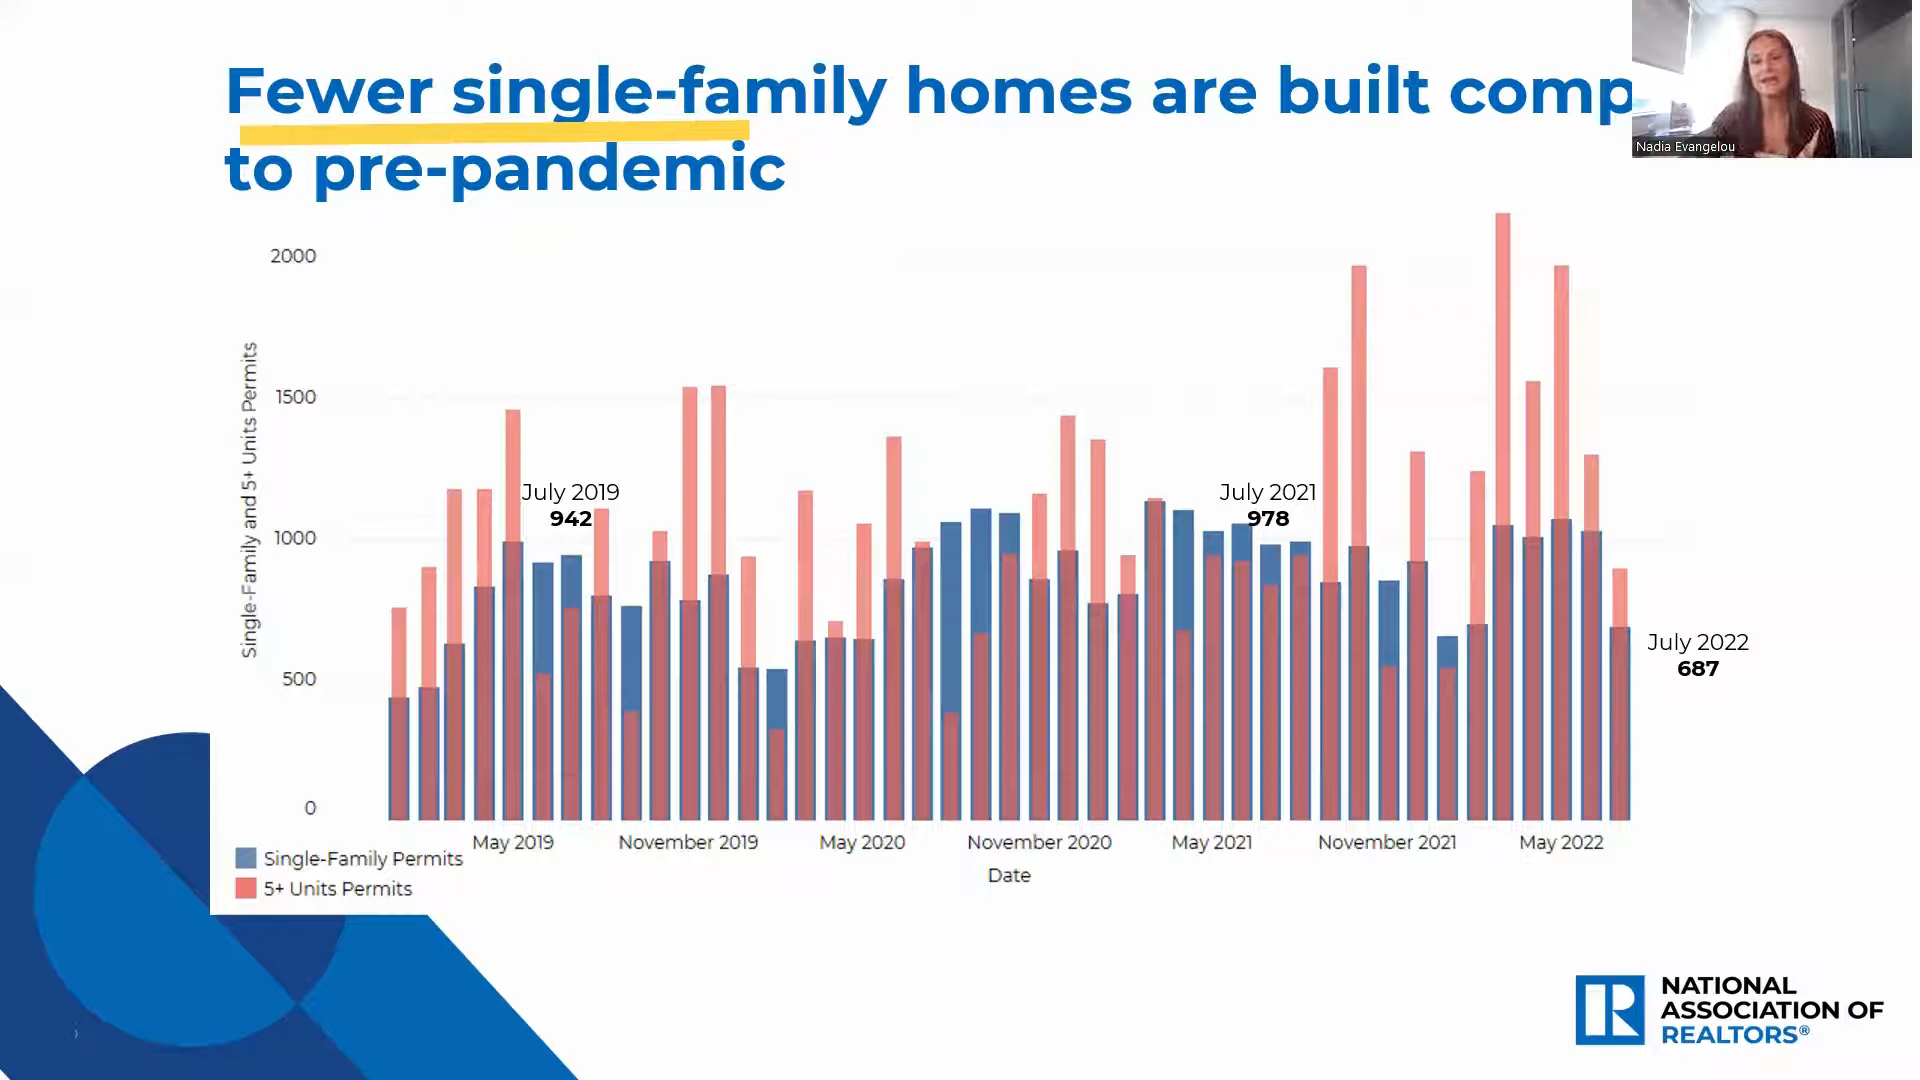 Fewer single-family homes are built comp
to pre-pandemic
Nadia Evangelou
Single-Family and 5+ Units Permits
2000
1500
1000
500
0
July 2019
942
July 2021
978
July 2022
687
May 2019
November 2019
May 2020
November 2020
May 2021
November 2021
May 2022
Date
Single-Family Permits
5+ Units Permits
NATIONAL
ASSOCIATION OF
REALTORS®